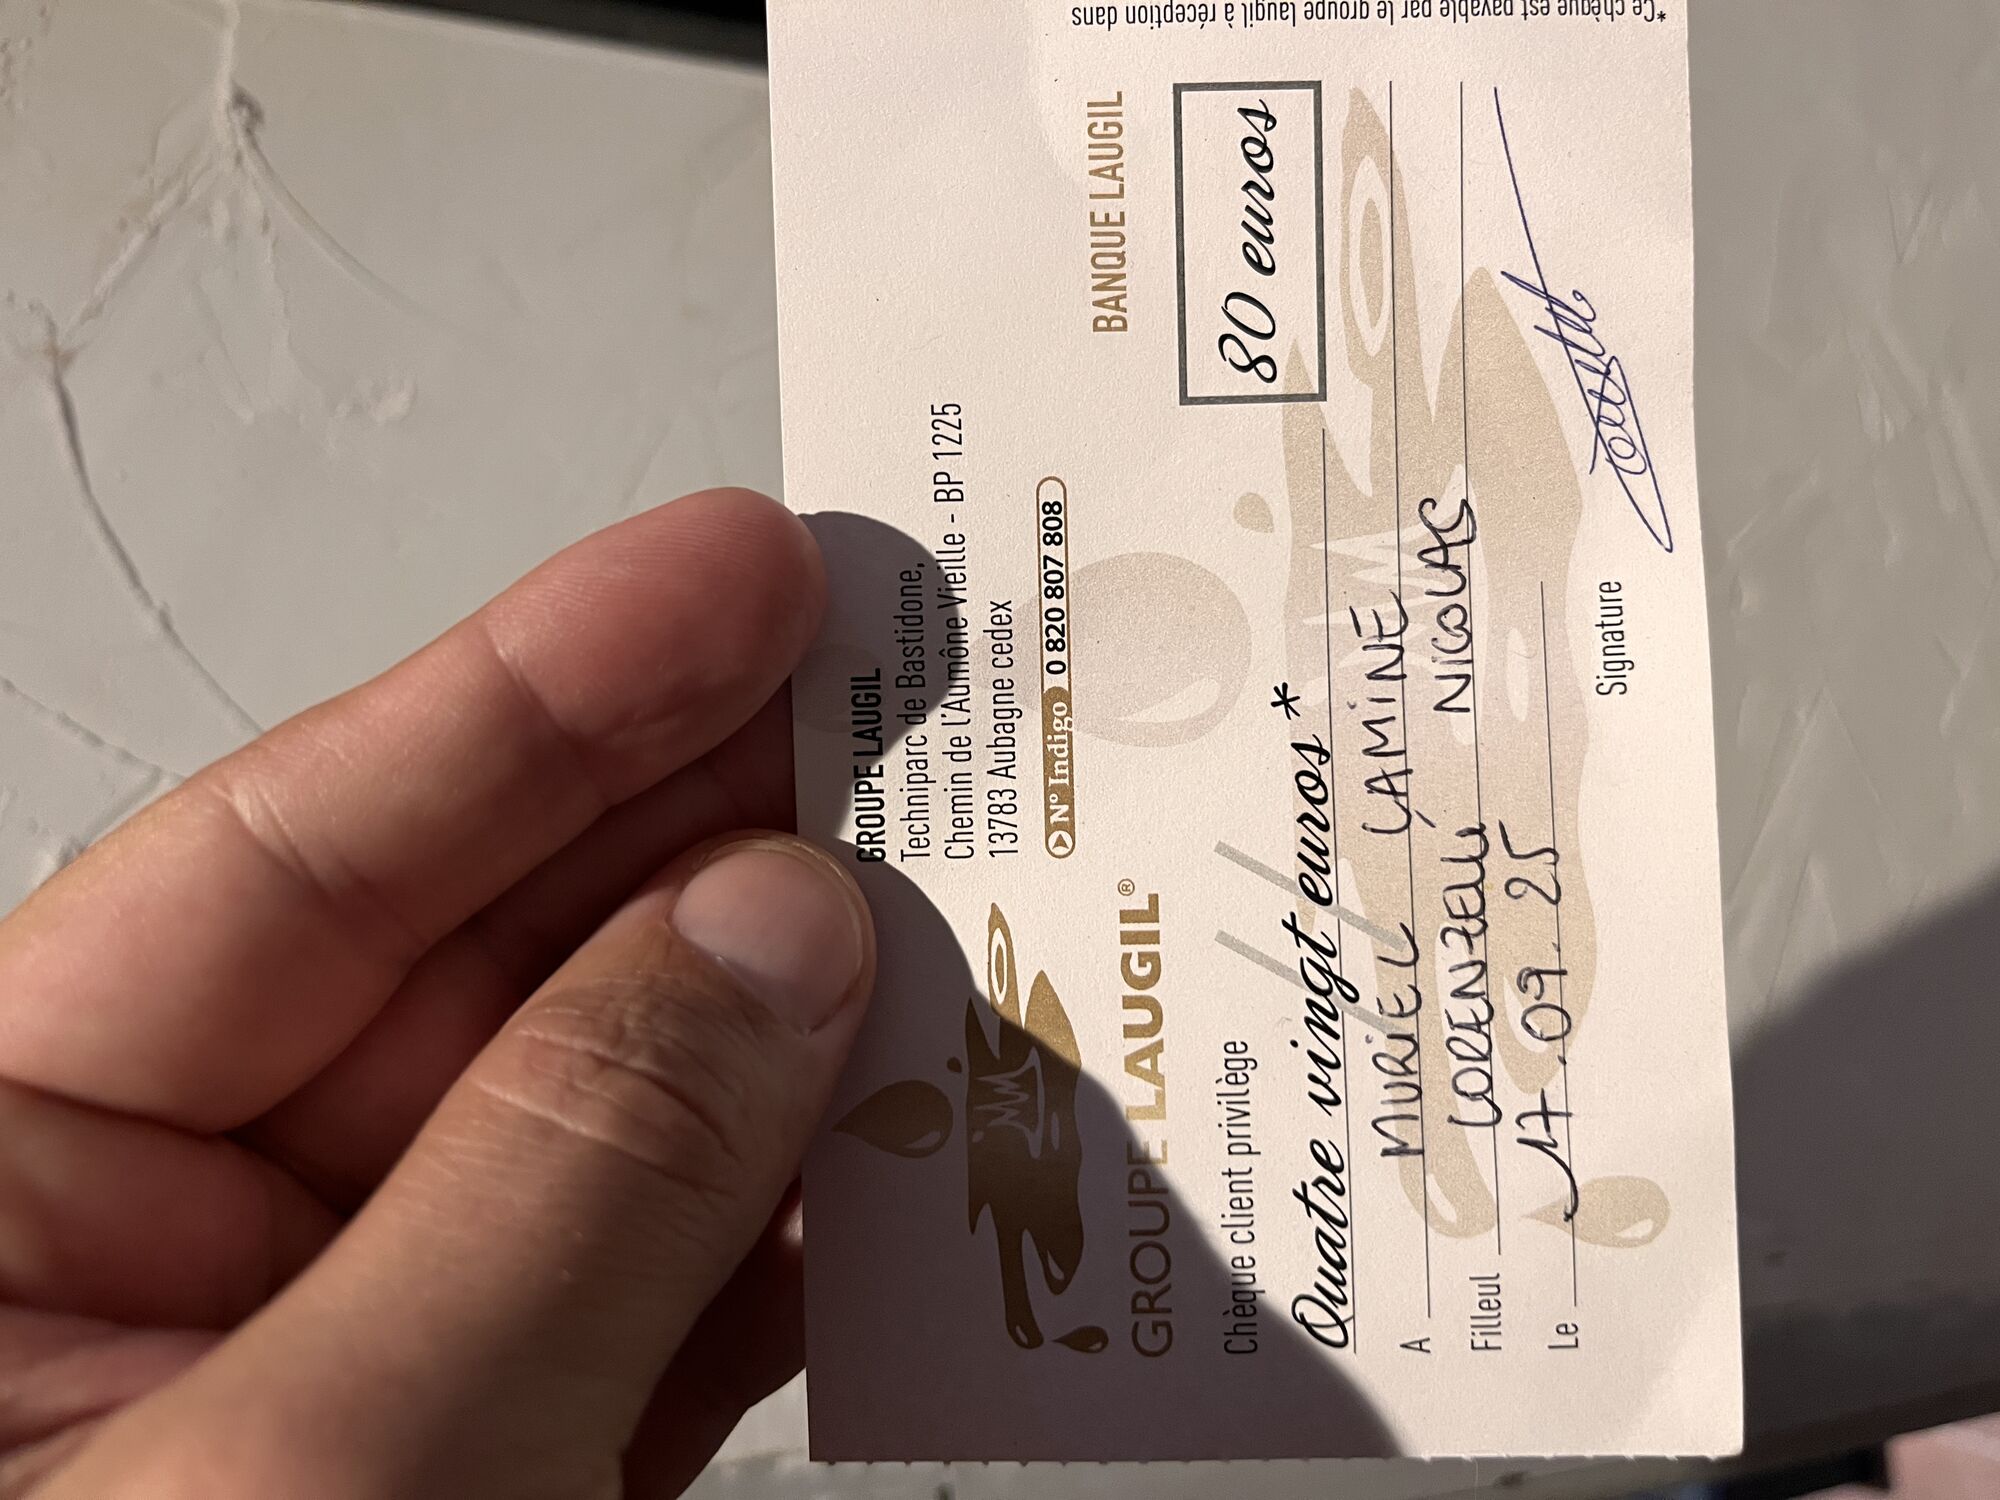 GROUPE LAUGIL
Techniparc de Bastidone,
Chemin de l'Aumône Vieille - BP 1225
13783 Aubagne cedex
N° Indigo 0 820 807 808
GROUPE LAUGIL®
BANQUE LAUGIL
Chèque client privilège
80 euros
Quatre vingt euros*
A MURIEL LAMINE
Filleul LORENZELLI NICOLAS
Le 17.09.25
Signature
*Ce chèque est payable par le groupe laugil à réception dans